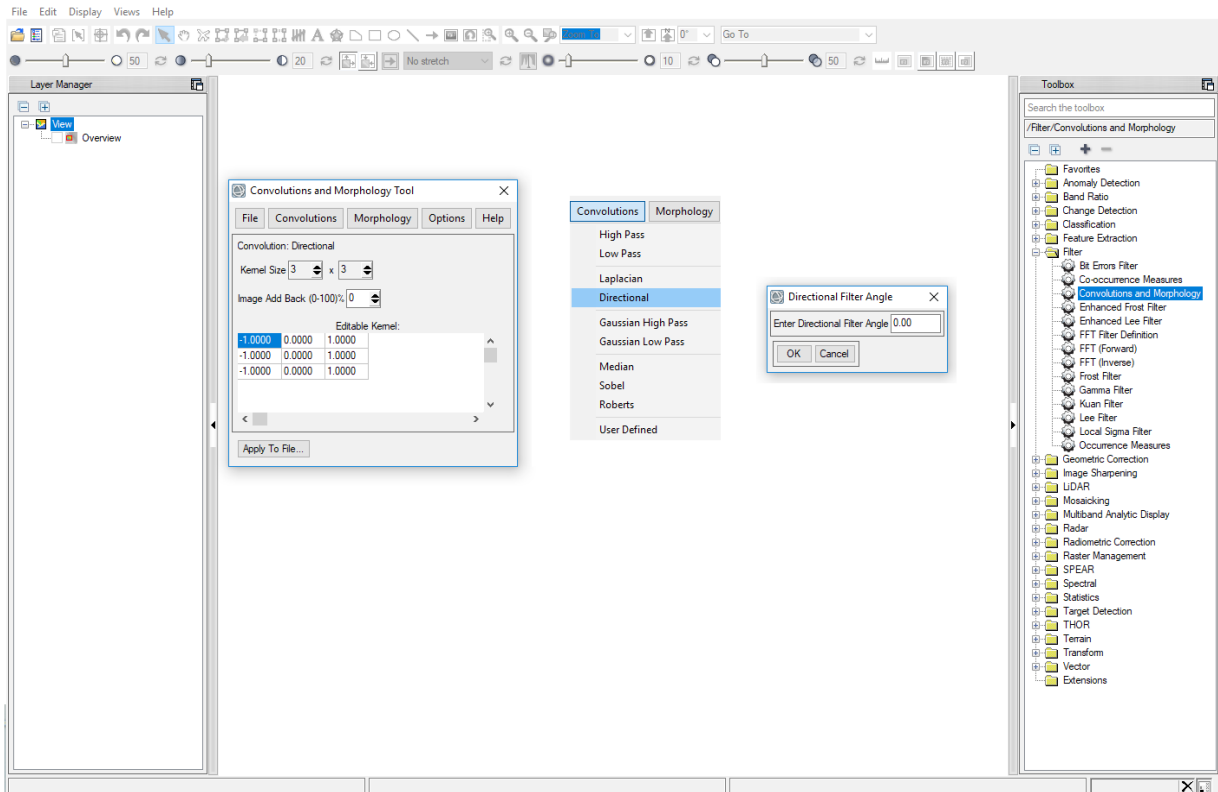 File Edit Display Views Help
50 20 No stretch 10 50
Zoom To 0° Go To
Layer Manager
View
Overview
Convolutions and Morphology Tool
File Convolutions Morphology Options Help
Convolution: Directional
Kernel Size 3 x 3
Image Add Back (0-100)% 0
Editable Kernel:
-1.0000 0.0000 1.0000
-1.0000 0.0000 1.0000
-1.0000 0.0000 1.0000
Apply To File...
Convolutions Morphology
High Pass
Low Pass
Laplacian
Directional
Gaussian High Pass
Gaussian Low Pass
Median
Sobel
Roberts
User Defined
Directional Filter Angle
Enter Directional Filter Angle 0.00
OK Cancel
Toolbox
Search the toolbox
/Filter/Convolutions and Morphology
Favorites
Anomaly Detection
Band Ratio
Change Detection
Classification
Feature Extraction
Filter
Bit Errors Filter
Co-occurrence Measures
Convolutions and Morphology
Enhanced Frost Filter
Enhanced Lee Filter
FFT Filter Definition
FFT (Forward)
FFT (Inverse)
Frost Filter
Gamma Filter
Kuan Filter
Lee Filter
Local Sigma Filter
Occurrence Measures
Geometric Correction
Image Sharpening
LiDAR
Mosaicking
Multiband Analytic Display
Radar
Radiometric Correction
Raster Management
SPEAR
Spectral
Statistics
Target Detection
THOR
Terrain
Transform
Vector
Extensions